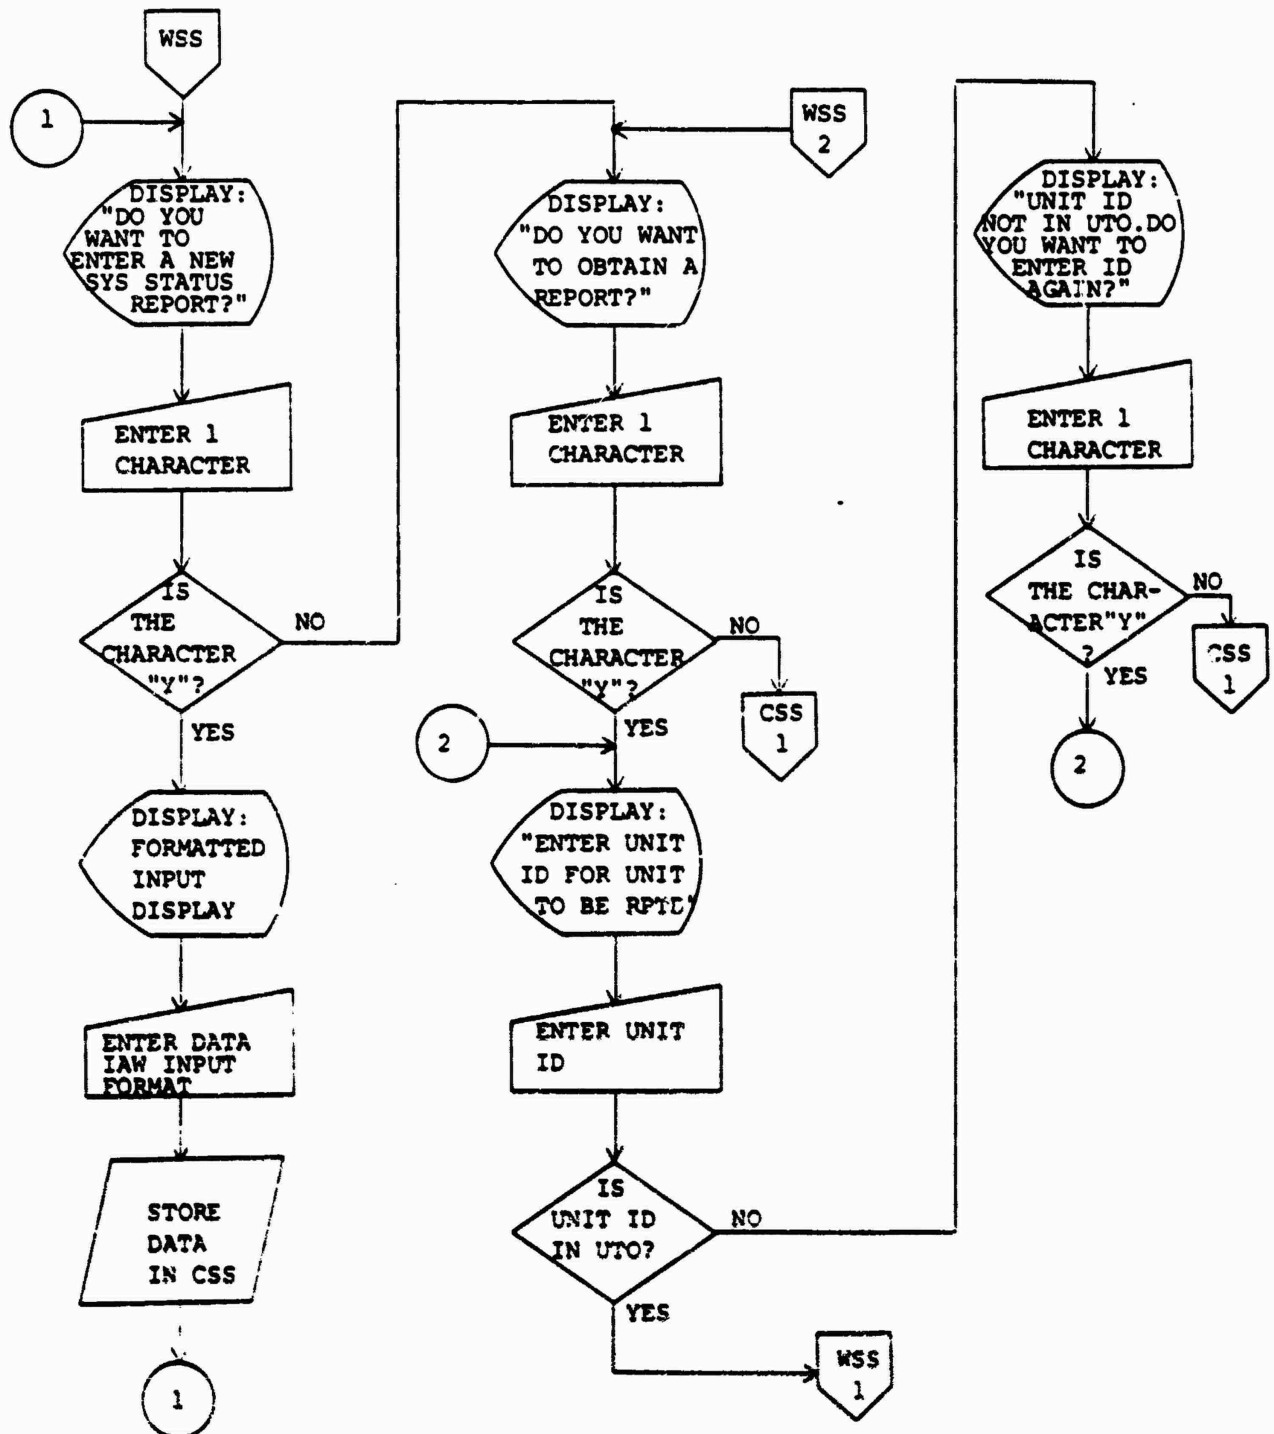 WSS
1
DISPLAY:
"DO YOU
WANT TO
ENTER A NEW
SYS STATUS
REPORT?"
ENTER 1
CHARACTER
IS
THE
CHARACTER
"Y"?
NO
YES
DISPLAY:
FORMATTED
INPUT
DISPLAY
ENTER DATA
IAW INPUT
FORMAT
STORE
DATA
IN CSS
1
WSS
2
DISPLAY:
"DO YOU WANT
TO OBTAIN A
REPORT?"
ENTER 1
CHARACTER
IS
THE
CHARACTER
"Y"?
NO
CSS
1
YES
2
DISPLAY:
"ENTER UNIT
ID FOR UNIT
TO BE RPTD"
ENTER UNIT
ID
IS
UNIT ID
IN UTO?
NO
YES
WSS
1
DISPLAY:
"UNIT ID
NOT IN UTO.DO
YOU WANT TO
ENTER ID
AGAIN?"
ENTER 1
CHARACTER
IS
THE CHAR-
ACTER"Y"
?
NO
CSS
1
YES
2